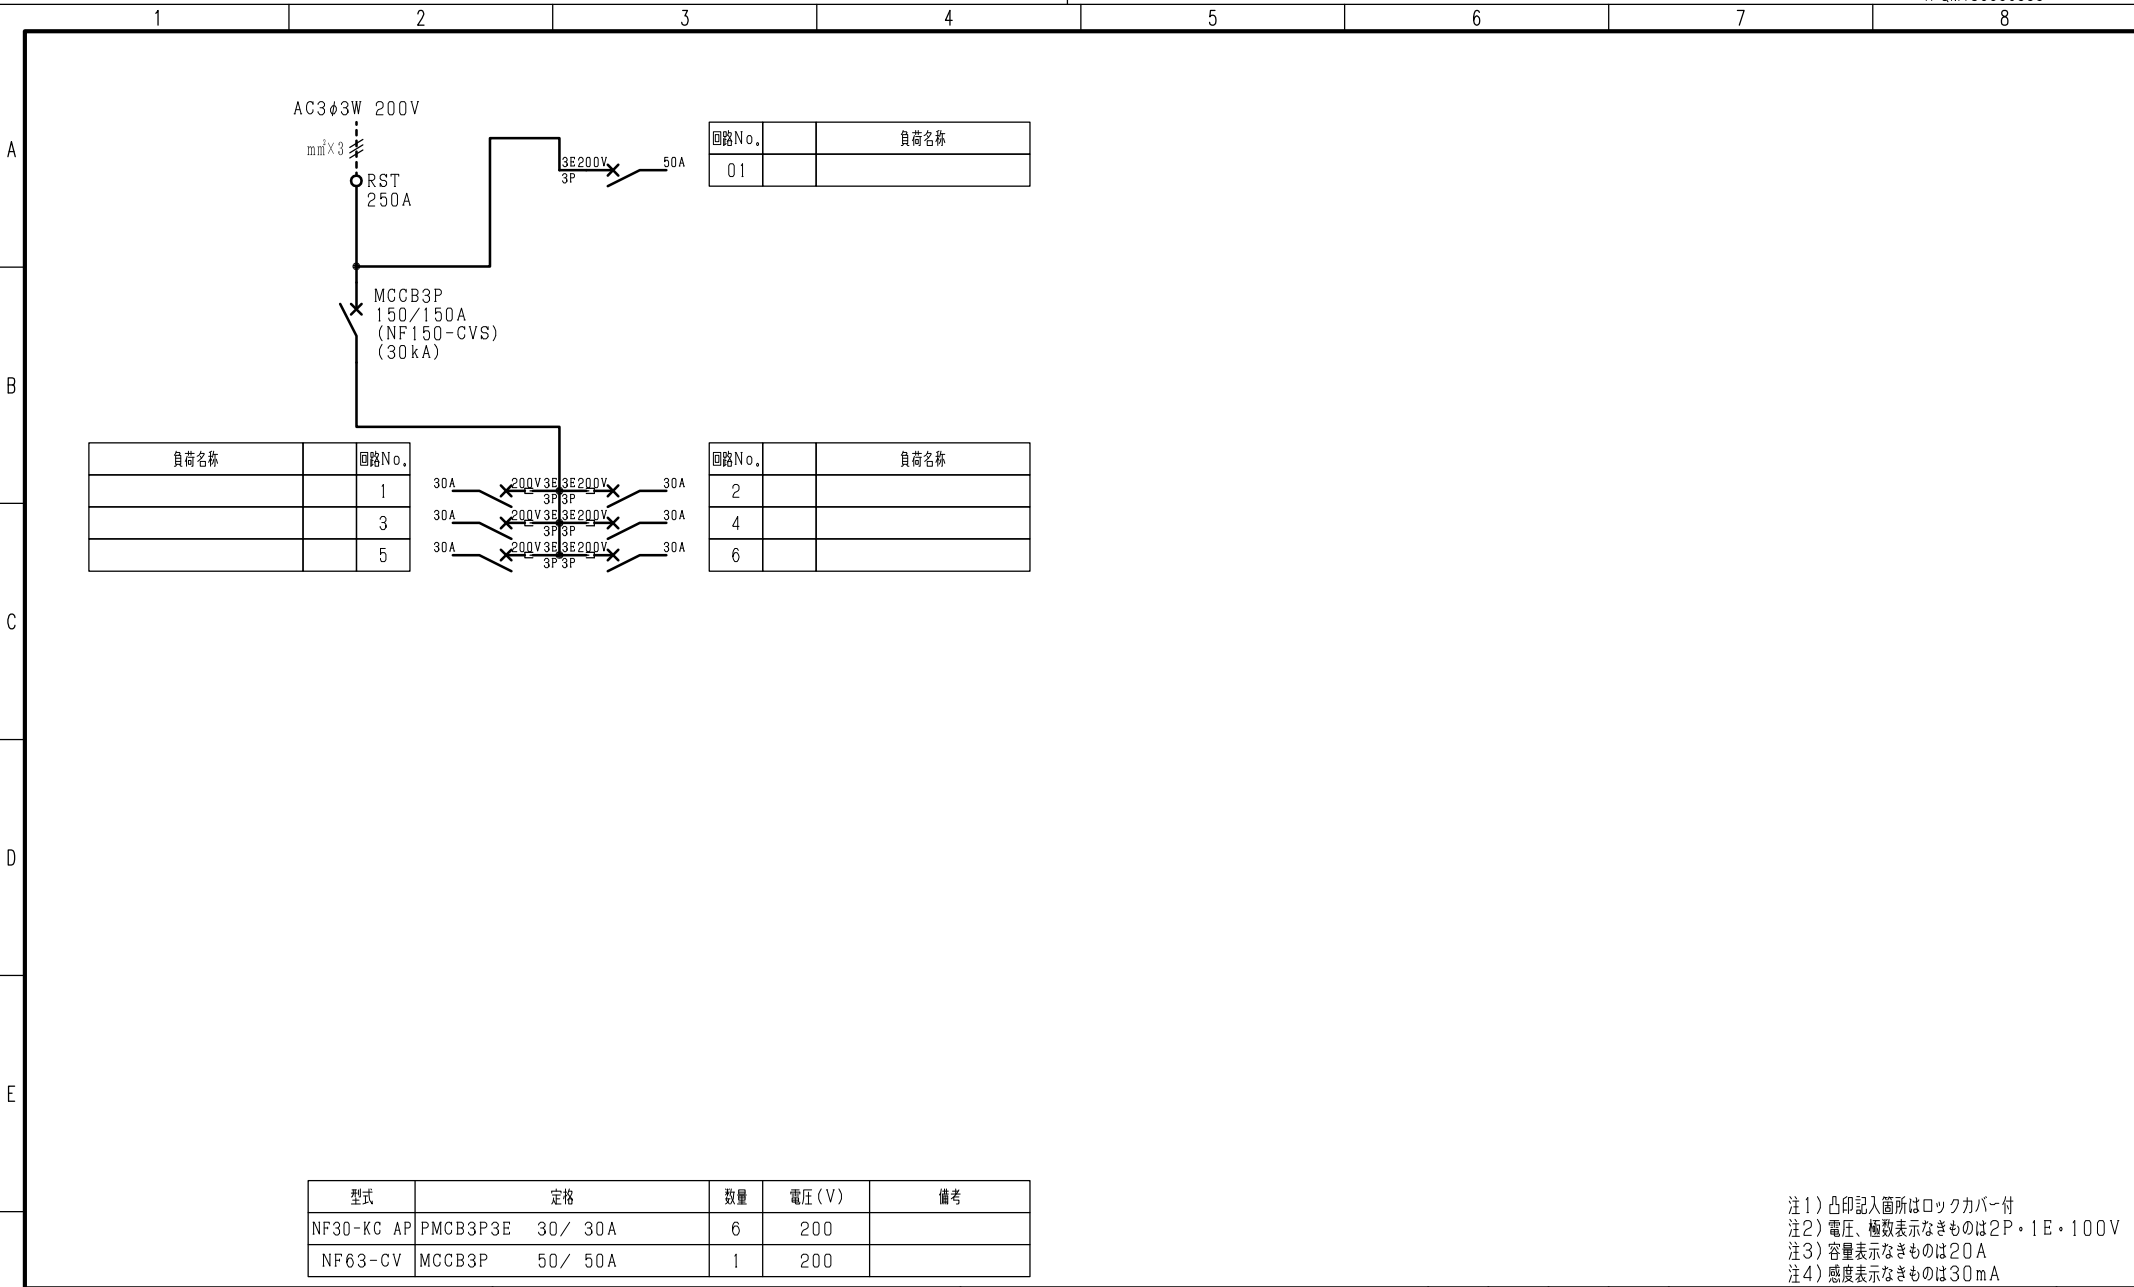 1 2 3 4 5 6 7 8
A
B
C
D
E
AC3φ3W 200V
mm²×3
RST
250A
3E200V
3P
50A
回路No. 負荷名称
01
MCCB3P
150/150A
(NF150-CVS)
(30kA)
負荷名称 回路No.
1
3
5
30A 200V3E 3E200V 30A
3P 3P
30A 200V3E 3E200V 30A
3P 3P
30A 200V3E 3E200V 30A
3P 3P
回路No. 負荷名称
2
4
6
型式 定格 数量 電圧(V) 備考
NF30-KC AP PMCB3P3E 30/ 30A 6 200
NF63-CV MCCB3P 50/ 50A 1 200
注1)凸印記入箇所はロックカバー付
注2)電圧、極数表示なきものは2P・1E・100V
注3)容量表示なきものは20A
注4)感度表示なきものは30mA